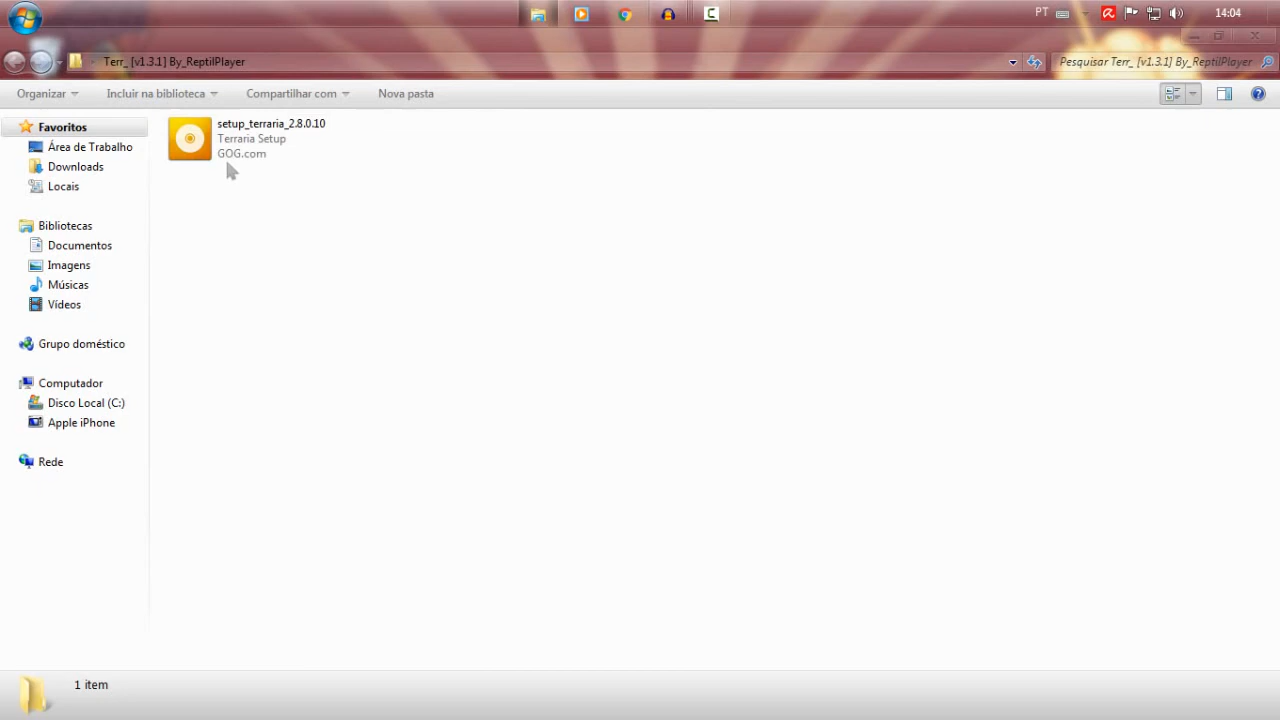 PT
14:04
Terr_ [v1.3.1] By_ReptilPlayer
Pesquisar Terr_ [v1.3.1] By_ReptilPlayer
Organizar
Incluir na biblioteca
Compartilhar com
Nova pasta
Favoritos
Área de Trabalho
Downloads
Locais
Bibliotecas
Documentos
Imagens
Músicas
Vídeos
Grupo doméstico
Computador
Disco Local (C:)
Apple iPhone
Rede
setup_terraria_2.8.0.10
Terraria Setup
GOG.com
1 item